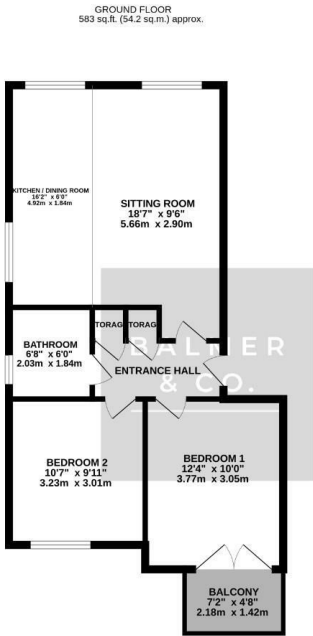 GROUND FLOOR
583 sq.ft. (54.2 sq.m.) approx.
KITCHEN / DINING ROOM
16'2" x 6'0"
4.92m x 1.84m
SITTING ROOM
18'7" x 9'6"
5.66m x 2.90m
TORAG
TORAG
BATHROOM
6'8" x 6'0"
2.03m x 1.84m
BALMER
& CO.
ENTRANCE HALL
BEDROOM 2
10'7" x 9'11"
3.23m x 3.01m
BEDROOM 1
12'4" x 10'0"
3.77m x 3.05m
BALCONY
7'2" x 4'8"
2.18m x 1.42m